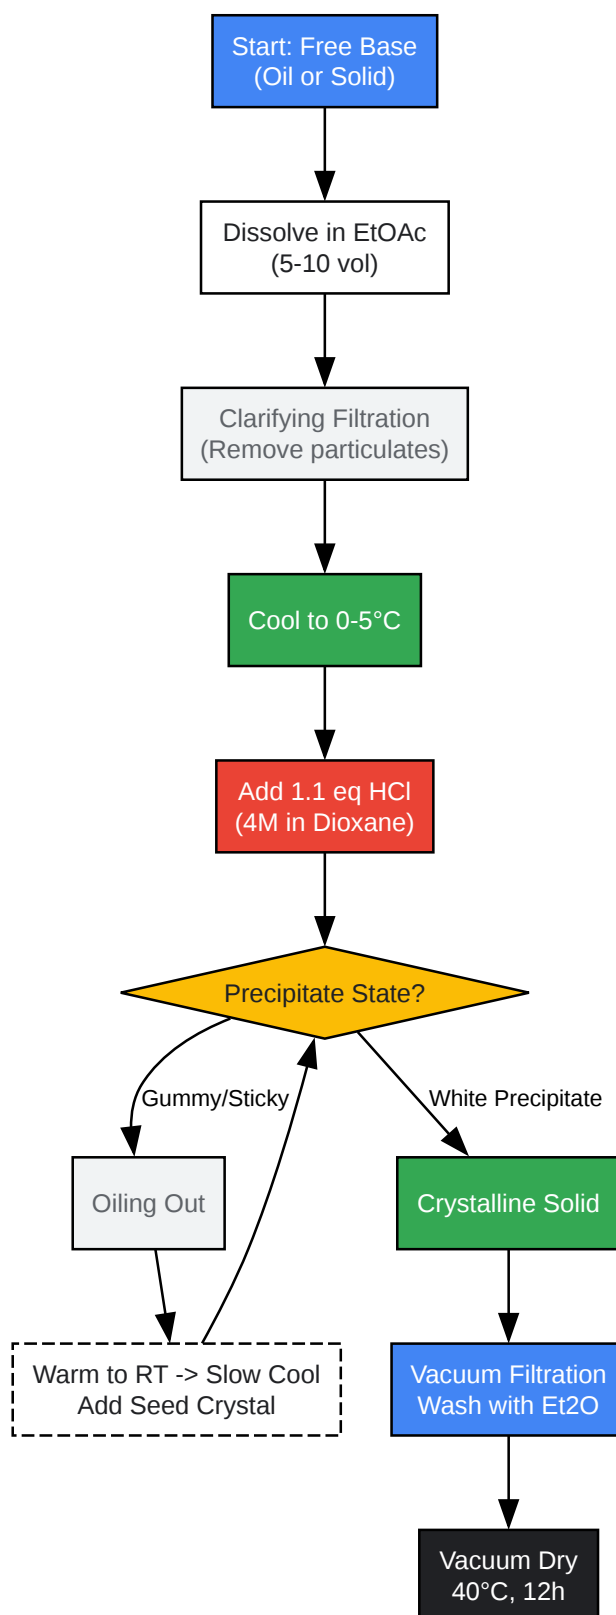 Start: Free Base
(Oil or Solid)
Dissolve in EtOAc
(5-10 vol)
Clarifying Filtration
(Remove particulates)
Cool to 0-5°C
Add 1.1 eq HCl
(4M in Dioxane)
Precipitate State?
Gummy/Sticky
White Precipitate
Oiling Out
Crystalline Solid
Warm to RT -> Slow Cool
Add Seed Crystal
Vacuum Filtration
Wash with Et2O
Vacuum Dry
40°C, 12h